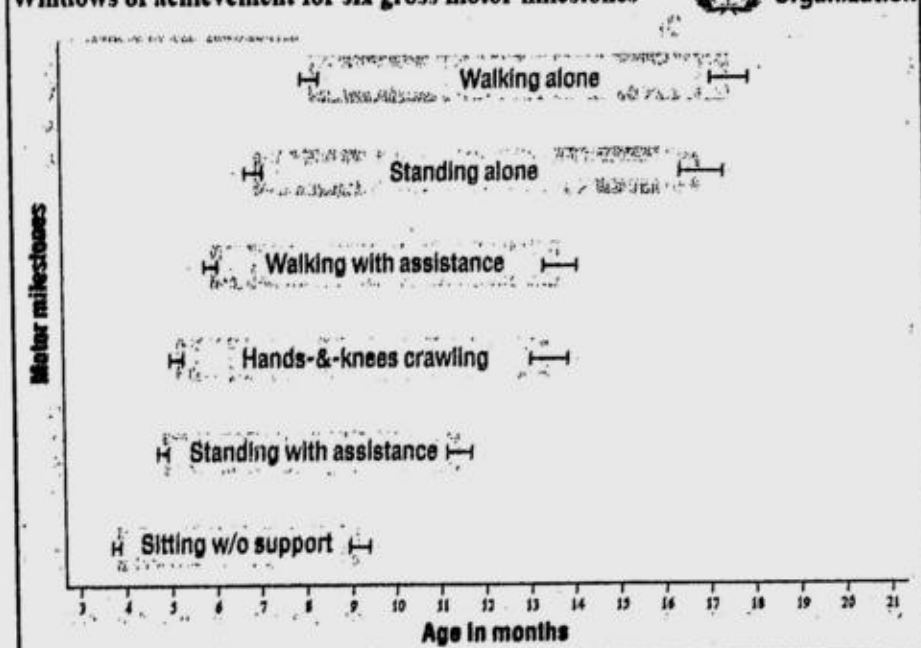 Windows of achievement for six gross motor milestones
Organization
Walking alone
Standing alone
Walking with assistance
Hands-&-knees crawling
Standing with assistance
Sitting w/o support
Motor milestones
3 4 5 6 7 8 9 10 11 12 13 14 15 16 17 18 19 20 21
Age in months